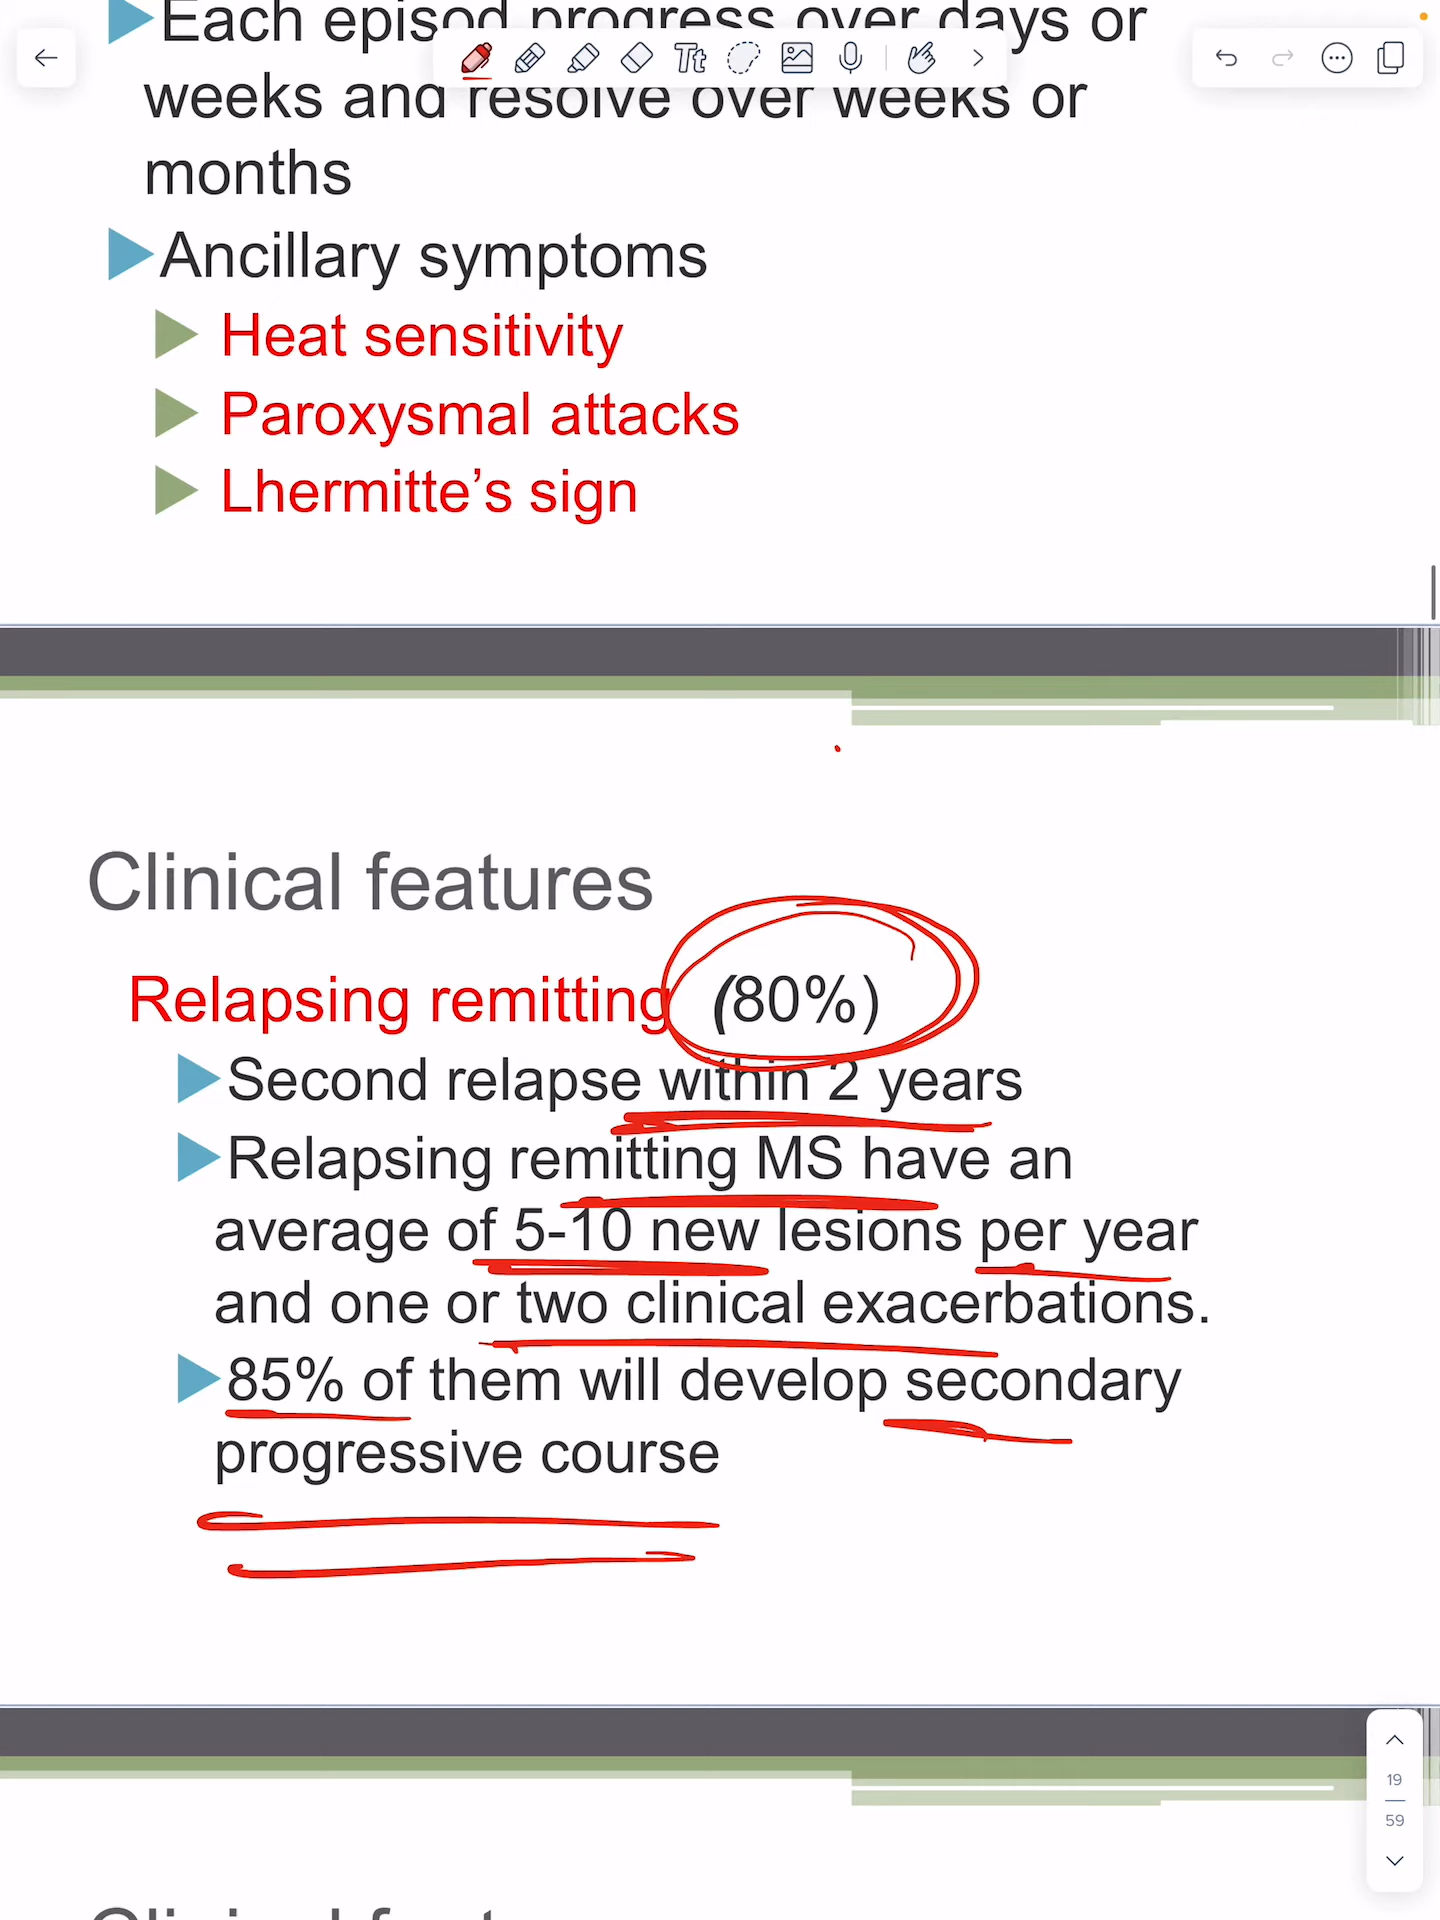 Each episod progress over days or
weeks and resolve over weeks or
months
Ancillary symptoms
Heat sensitivity
Paroxysmal attacks
Lhermitte’s sign
Clinical features
Relapsing remitting (80%)
Second relapse within 2 years
Relapsing remitting MS have an
average of 5-10 new lesions per year
and one or two clinical exacerbations.
85% of them will develop secondary
progressive course
Tt
19
59